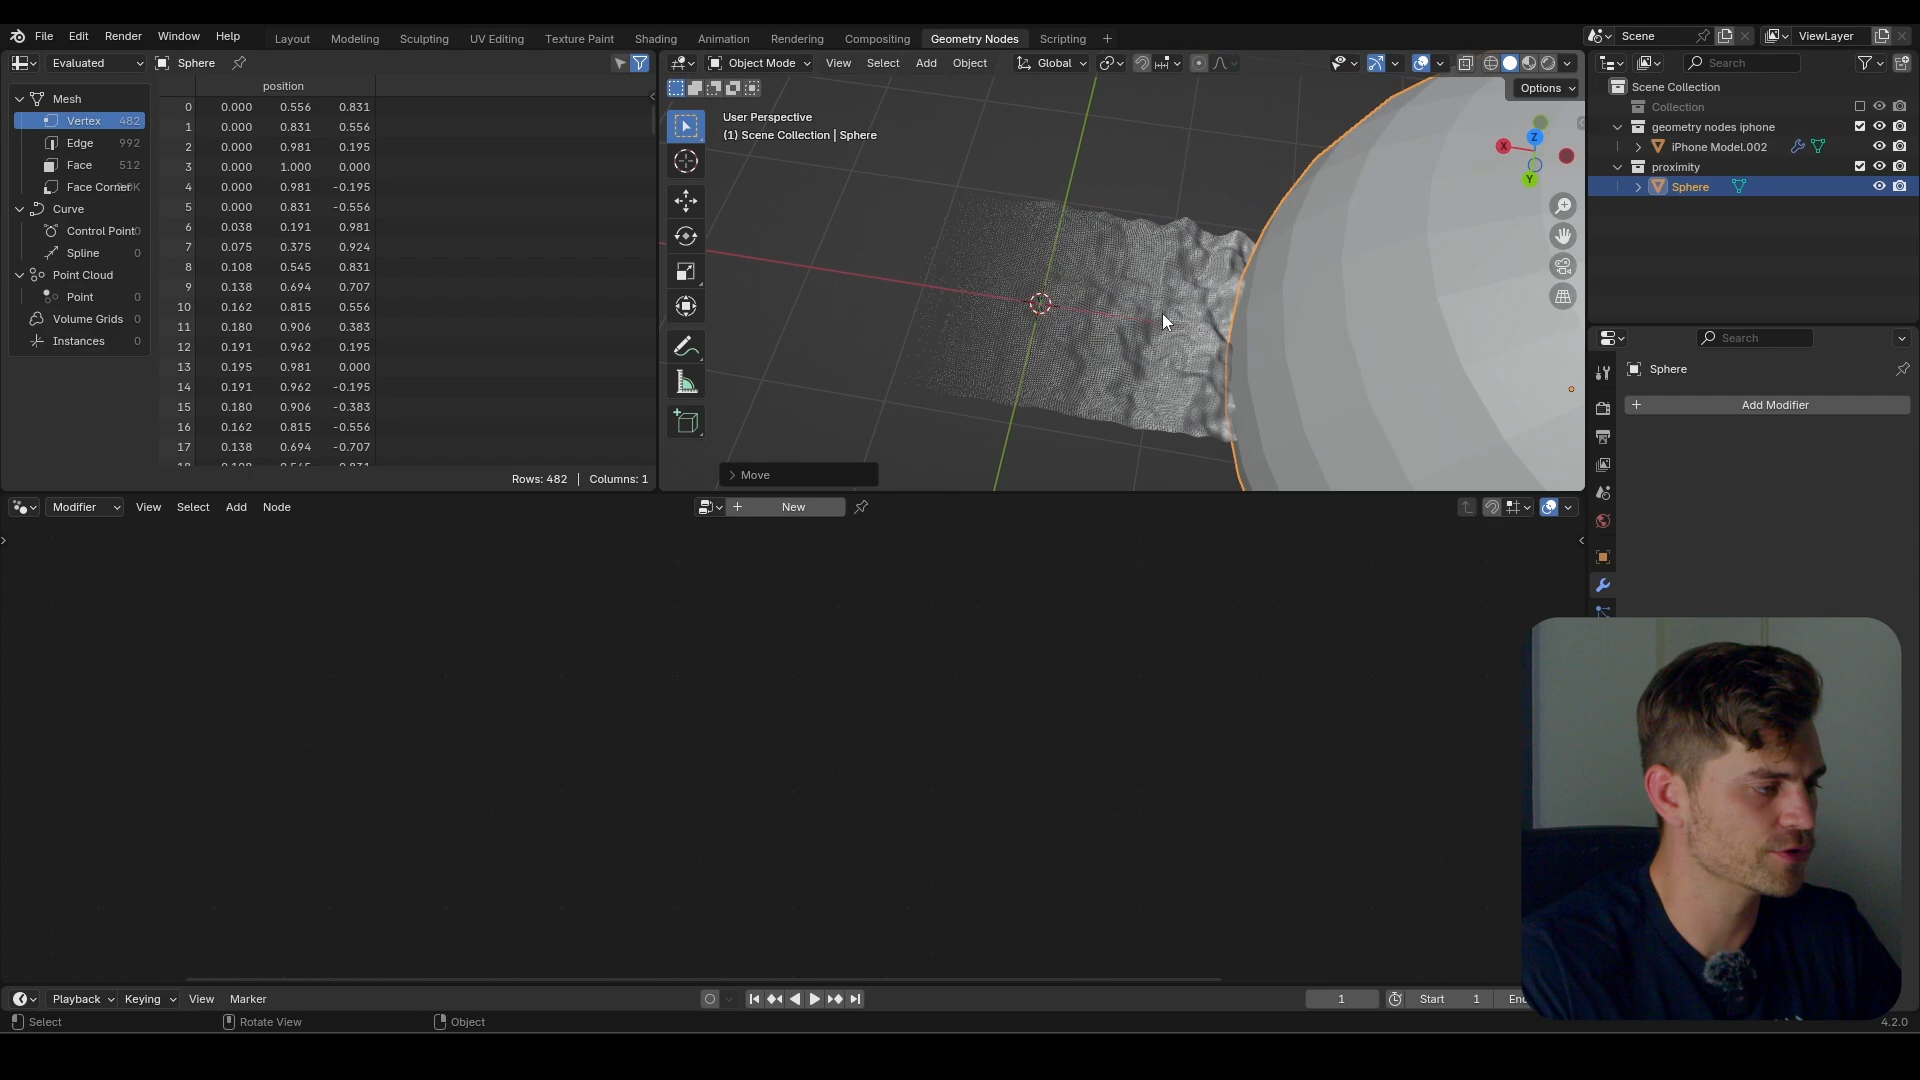 File Edit Render Window Help Layout Modeling Sculpting UV Editing Texture Paint Shading Animation Rendering Compositing Geometry Nodes Scripting + Scene ViewLayer
Evaluated Sphere
Object Mode View Select Add Object Global
Search
position
Options
Scene Collection
Collection
geometry nodes iphone
iPhone Model.002
proximity
Sphere
Mesh
Vertex 482
Edge 992
Face 512
Face Corn
Curve
Control Point 0
Spline 0
Point Cloud
Point 0
Volume Grids 0
Instances 0
0 0.000 0.556 0.831
1 0.000 0.831 0.556
2 0.000 0.981 0.195
3 0.000 1.000 0.000
4 0.000 0.981 -0.195
5 0.000 0.831 -0.556
6 0.038 0.191 0.981
7 0.075 0.375 0.924
8 0.108 0.545 0.831
9 0.138 0.694 0.707
10 0.162 0.815 0.556
11 0.180 0.906 0.383
12 0.191 0.962 0.195
13 0.195 0.981 0.000
14 0.191 0.962 -0.195
15 0.180 0.906 -0.383
16 0.162 0.815 -0.556
17 0.138 0.694 -0.707
Rows: 482 | Columns: 1
User Perspective
(1) Scene Collection | Sphere
Z
X
Y
Move
Search
Sphere
+ Add Modifier
Modifier View Select Add Node + New
Playback Keying View Marker 1 Start 1
Select Rotate View Object 4.2.0